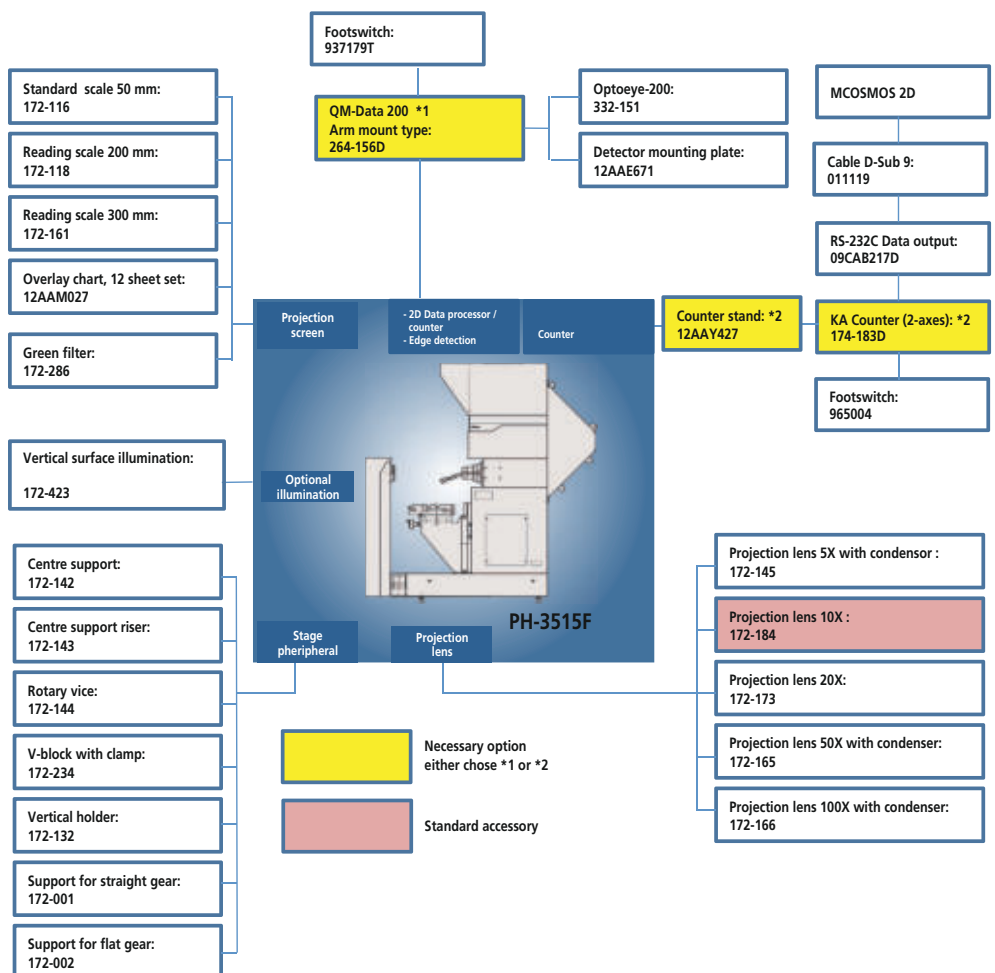 Footswitch:
937179T
Standard scale 50 mm:
172-116
Reading scale 200 mm:
172-118
Reading scale 300 mm:
172-161
Overlay chart, 12 sheet set:
12AAM027
Green filter:
172-286
QM-Data 200 *1
Arm mount type:
264-156D
Optoeye-200:
332-151
Detector mounting plate:
12AAE671
MCOSMOS 2D
Cable D-Sub 9:
011119
RS-232C Data output:
09CAB217D
Counter stand: *2
12AAY427
KA Counter (2-axes): *2
174-183D
Footswitch:
965004
Projection
screen
- 2D Data processor /
counter
- Edge detection
Counter
Vertical surface illumination:
172-423
Optional
illumination
PH-3515F
Stage
pheripheral
Projection
lens
Centre support:
172-142
Centre support riser:
172-143
Rotary vice:
172-144
V-block with clamp:
172-234
Vertical holder:
172-132
Support for straight gear:
172-001
Support for flat gear:
172-002
Necessary option
either chose *1 or *2
Standard accessory
Projection lens 5X with condensor :
172-145
Projection lens 10X :
172-184
Projection lens 20X:
172-173
Projection lens 50X with condenser:
172-165
Projection lens 100X with condenser:
172-166